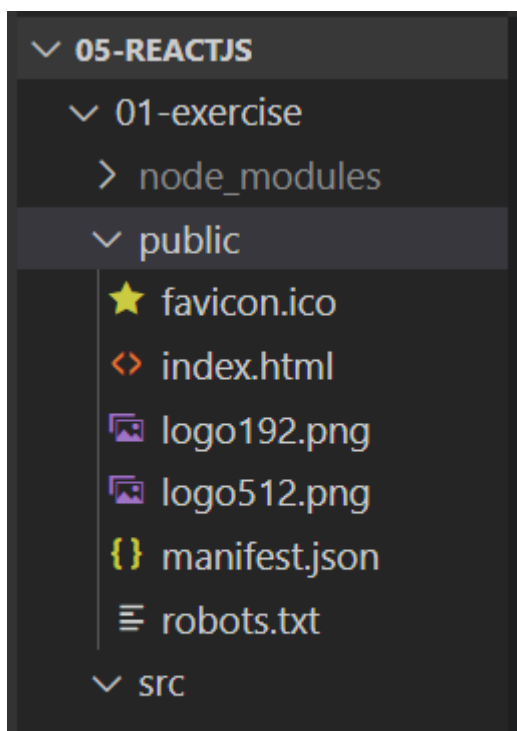 05-REACTJS
01-exercise
node_modules
public
favicon.ico
index.html
logo192.png
logo512.png
manifest.json
robots.txt
src